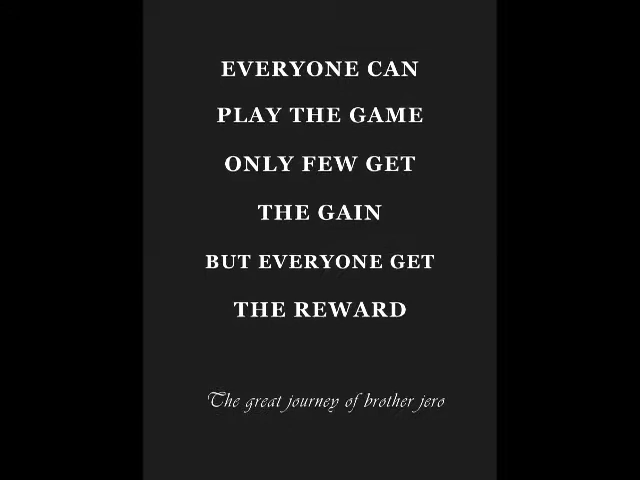 EVERYONE CAN
PLAY THE GAME
ONLY FEW GET
THE GAIN
BUT EVERYONE GET
THE REWARD
The great journey of brother jero